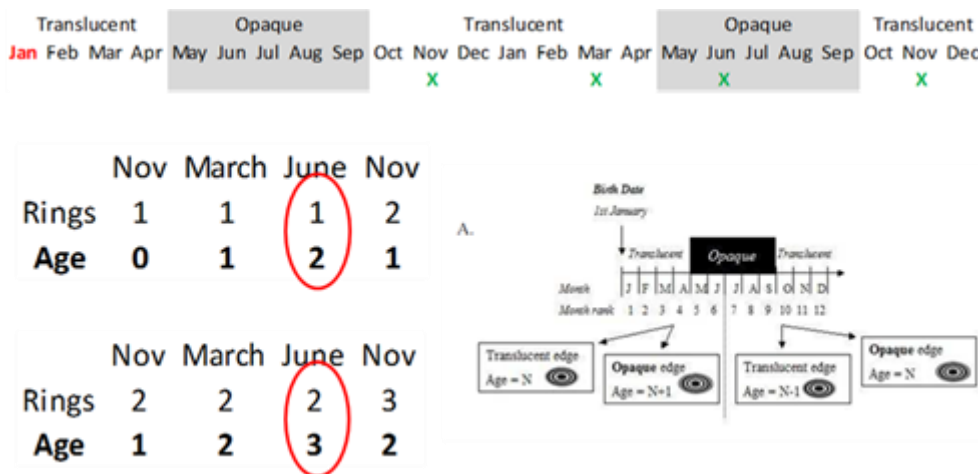 Translucent Opaque Translucent Opaque Translucent
Jan Feb Mar Apr May Jun Jul Aug Sep Oct Nov Dec Jan Feb Mar Apr May Jun Jul Aug Sep Oct Nov Dec
X X X X
Nov March June Nov
Rings 1 1 1 2
Age 0 1 2 1
Nov March June Nov
Rings 2 2 2 3
Age 1 2 3 2
A.
Birth Date
1st January
Translucent Opaque Translucent
Month J F M A M J J A S O N D
Month rank 1 2 3 4 5 6 7 8 9 10 11 12
Translucent edge
Age = N
Opaque edge
Age = N+1
Translucent edge
Age = N-1
Opaque edge
Age = N